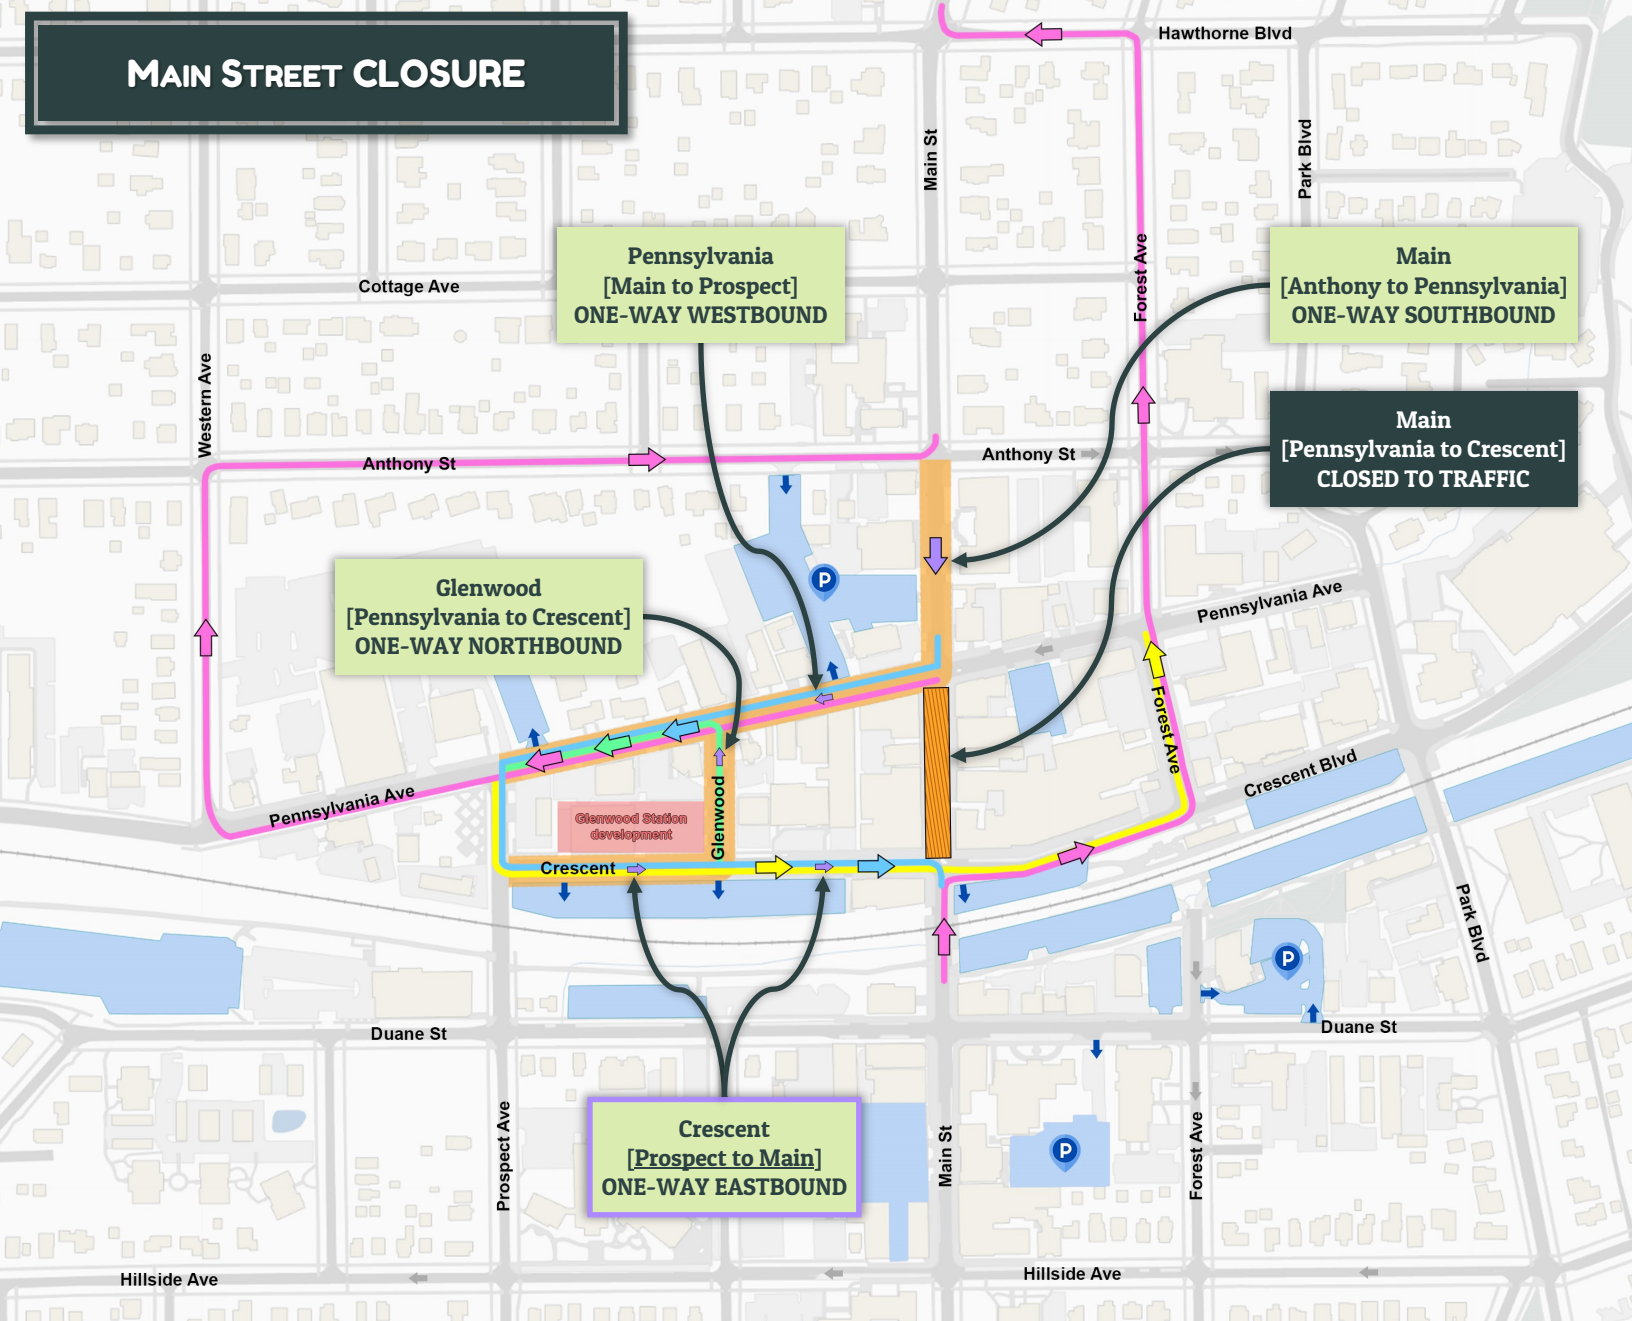 MAIN STREET CLOSURE
Hawthorne Blvd
Main St
Park Blvd
Pennsylvania
[Main to Prospect]
ONE-WAY WESTBOUND
Forest Ave
Main
[Anthony to Pennsylvania]
ONE-WAY SOUTHBOUND
Cottage Ave
Western Ave
Main
[Pennsylvania to Crescent]
CLOSED TO TRAFFIC
Anthony St
Anthony St
Glenwood
[Pennsylvania to Crescent]
ONE-WAY NORTHBOUND
P
Pennsylvania Ave
Forest Ave
Crescent Blvd
Pennsylvania Ave
Glenwood Station
development
Glenwood
Crescent
Park Blvd
P
Duane St
Duane St
Prospect Ave
Crescent
[Prospect to Main]
ONE-WAY EASTBOUND
Main St
P
Forest Ave
Hillside Ave
Hillside Ave